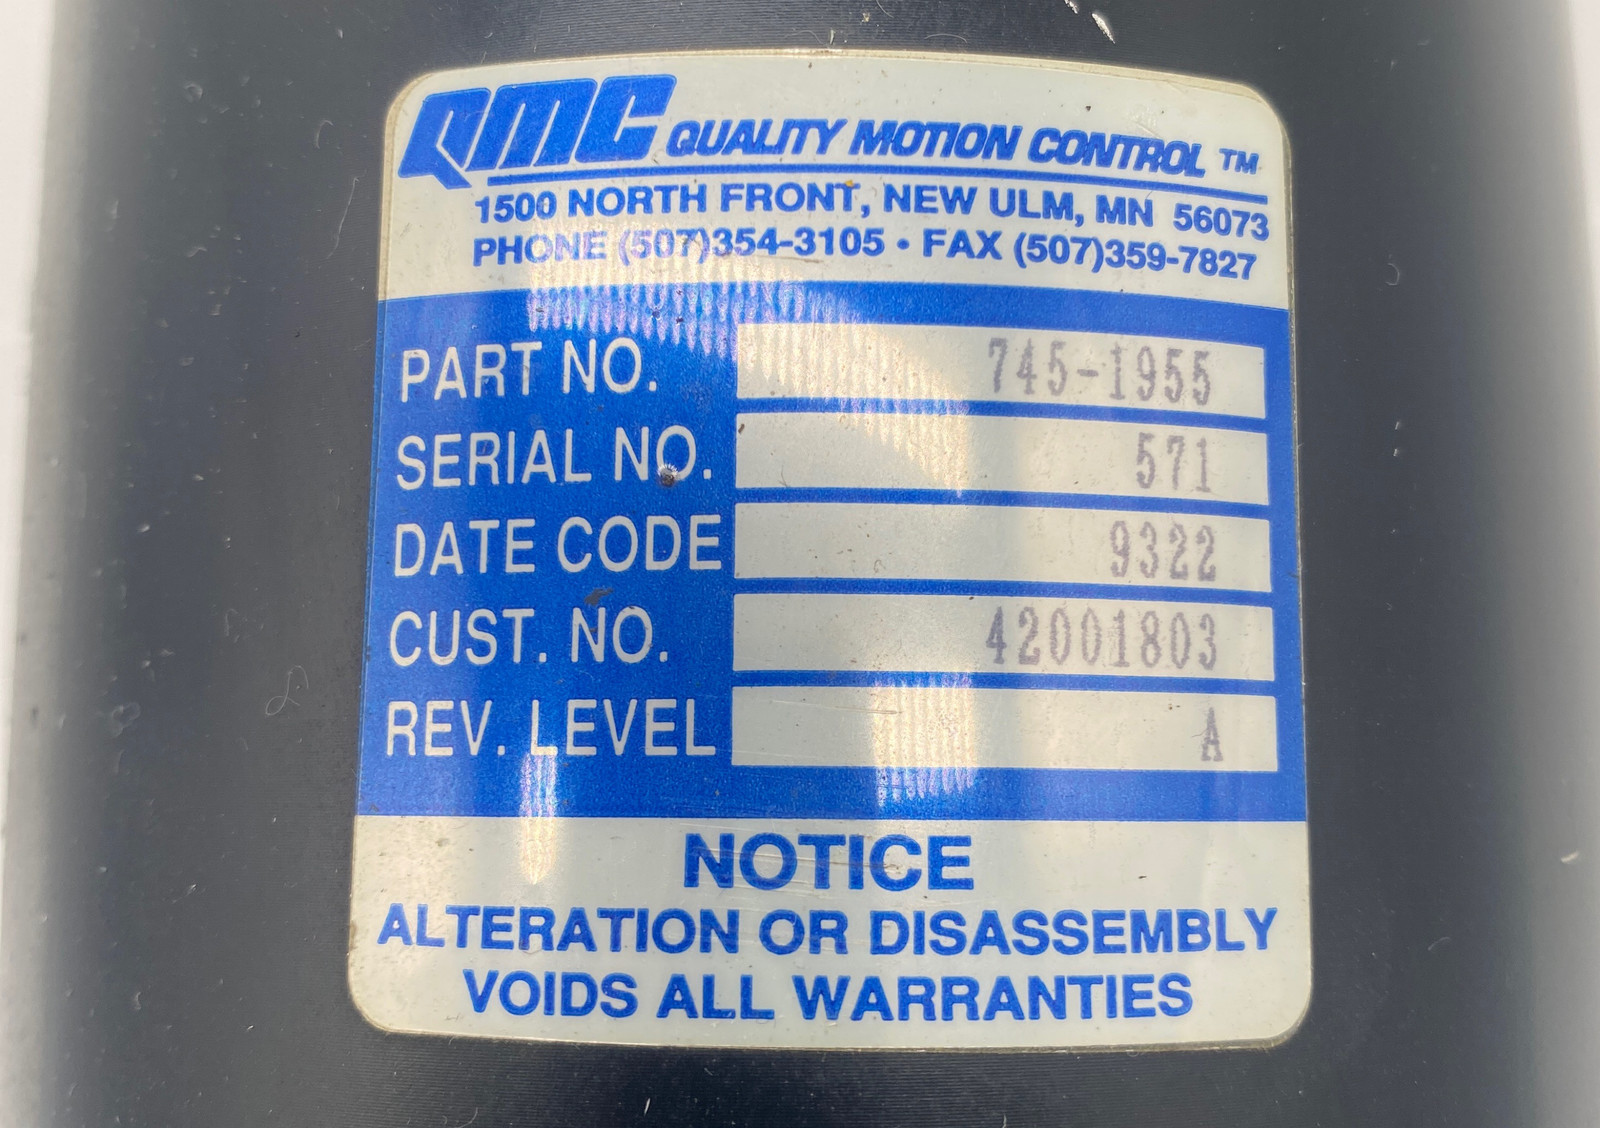 QMC QUALITY MOTION CONTROL ™
1500 NORTH FRONT, NEW ULM, MN 56073
PHONE (507)354-3105 • FAX (507)359-7827
PART NO. 745-1955
SERIAL NO. 571
DATE CODE 9322
CUST. NO. 42001803
REV. LEVEL A
NOTICE
ALTERATION OR DISASSEMBLY
VOIDS ALL WARRANTIES